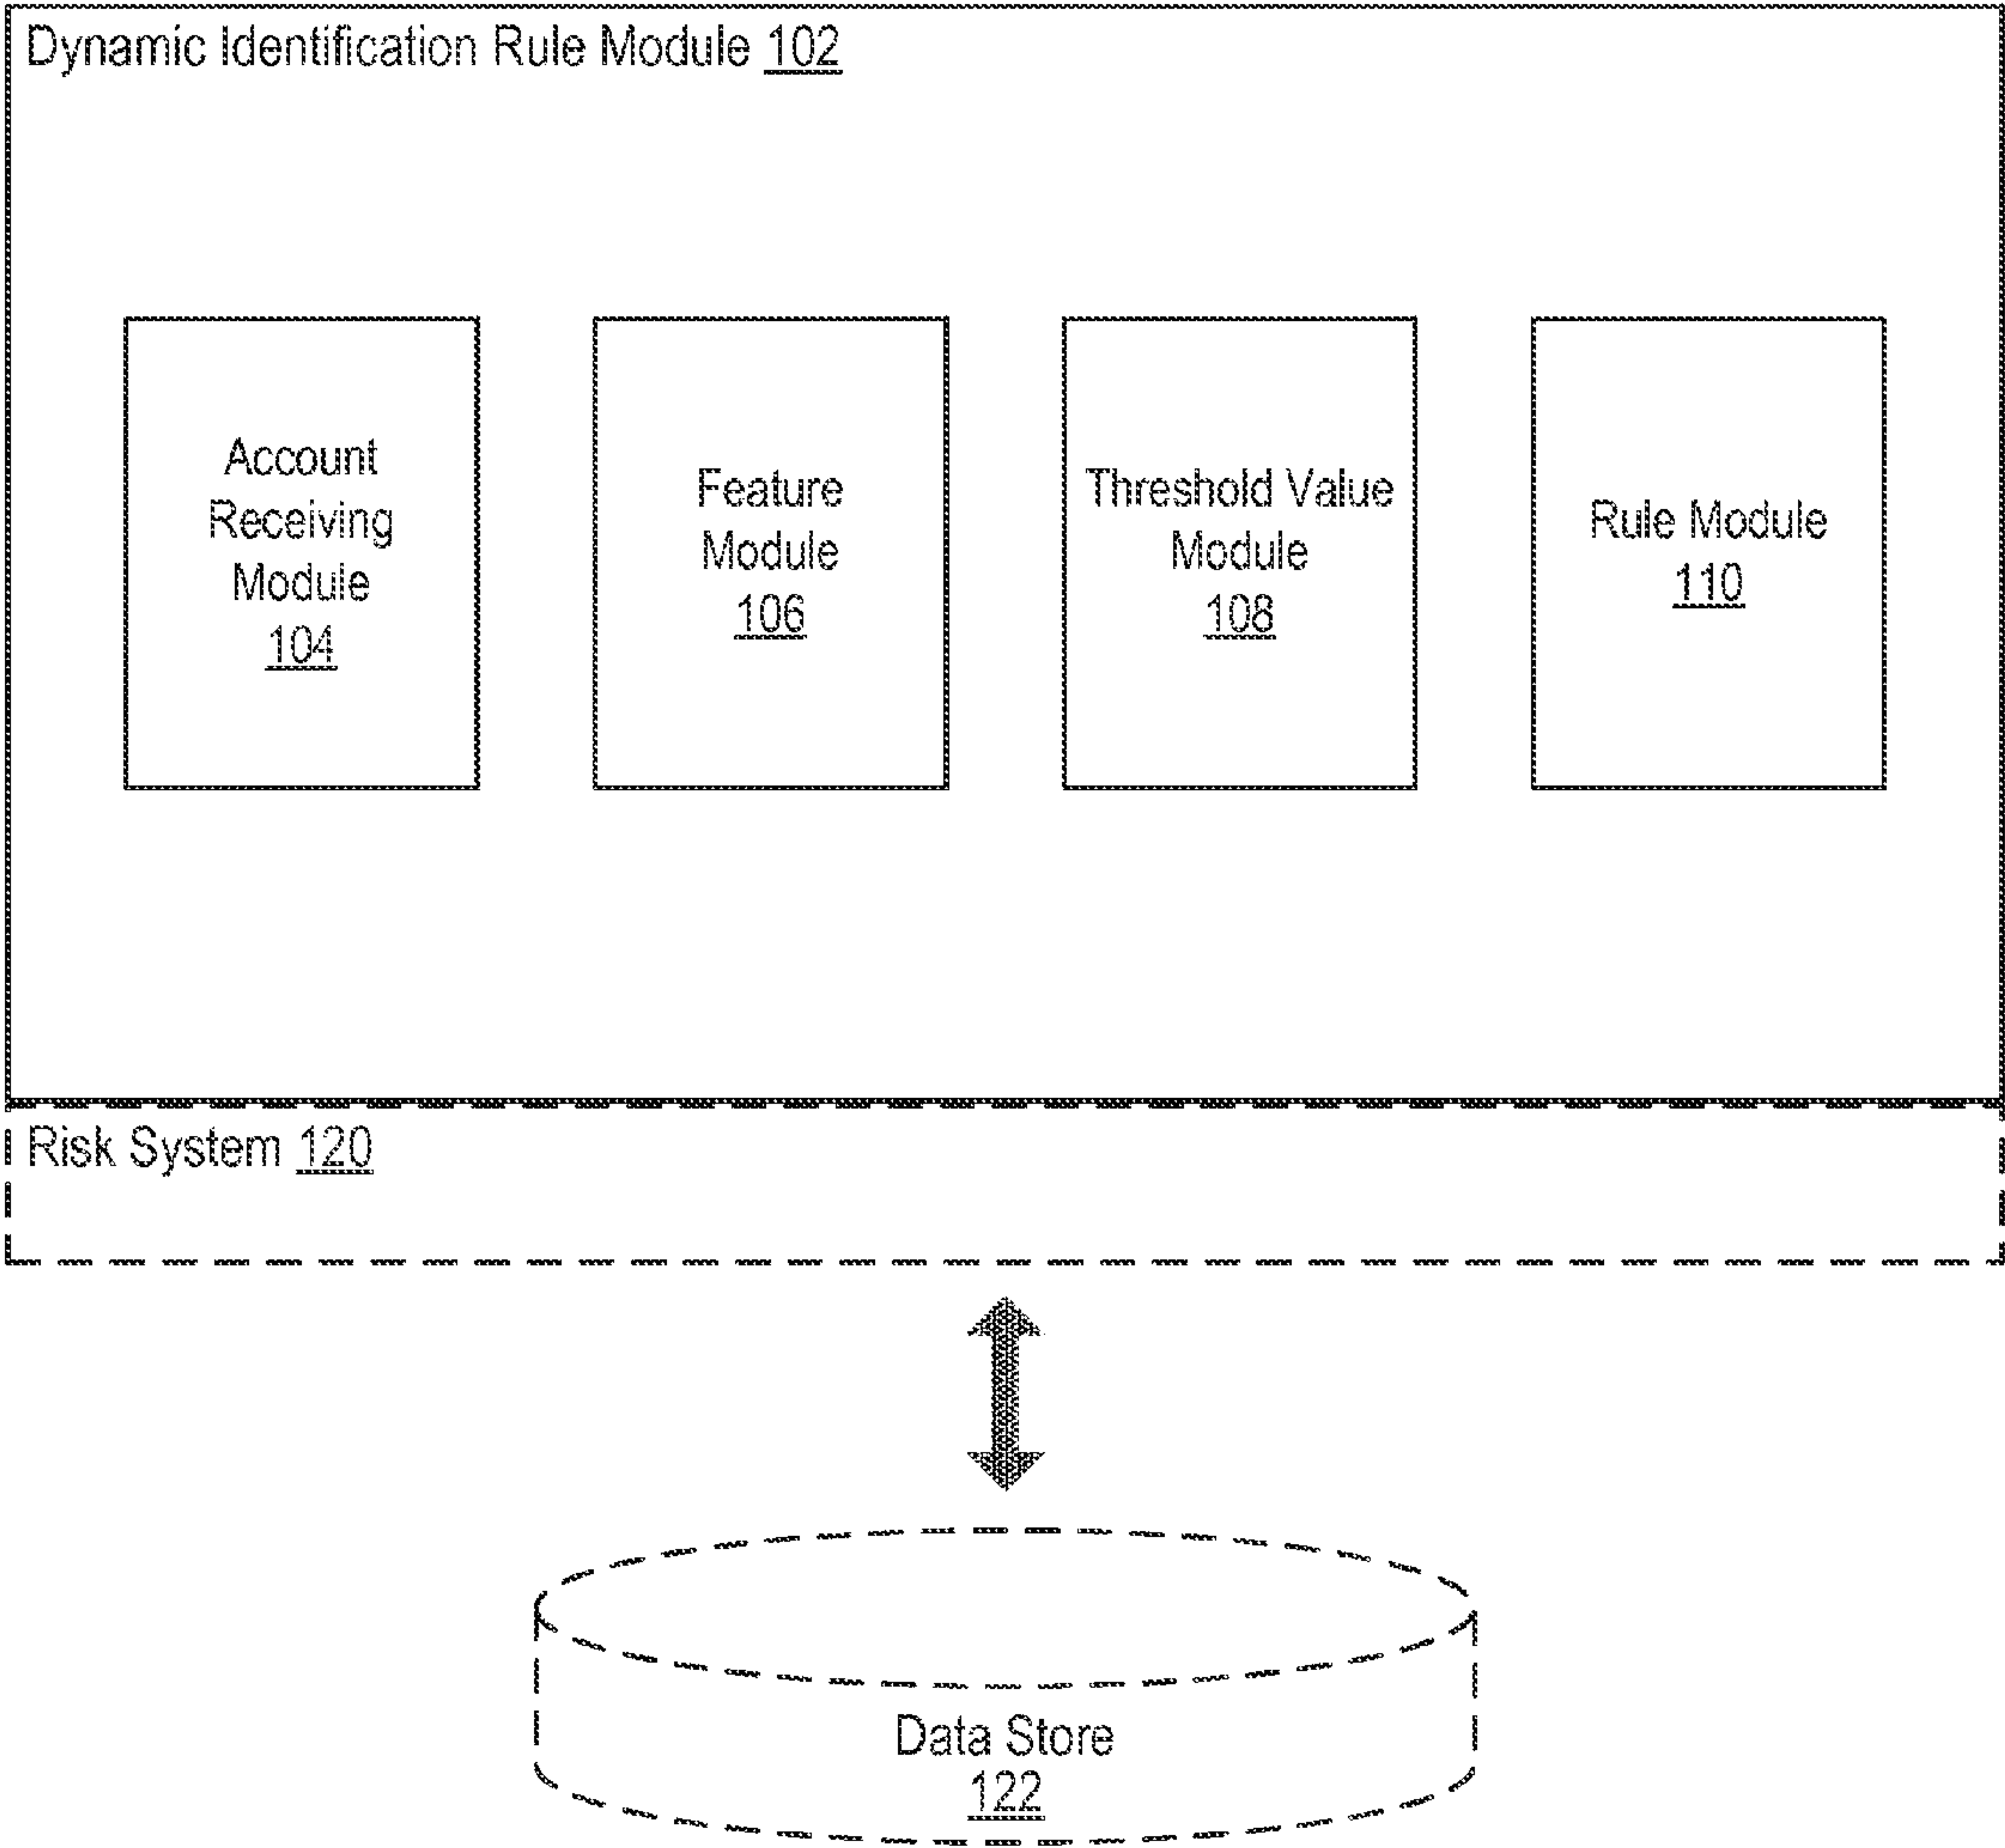 Dynamic Identification Rule Module 102
Account
Receiving
Module
104
Feature
Module
106
Threshold Value
Module
108
Rule Module
110
Risk System 120
Data Store
122